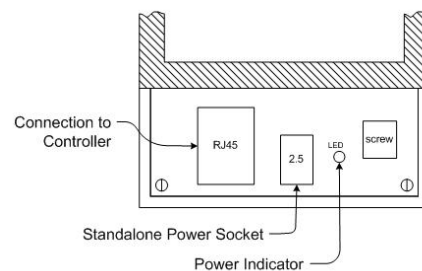 Connection to
Controller
RJ45
2.5
LED
screw
Standalone Power Socket
Power Indicator